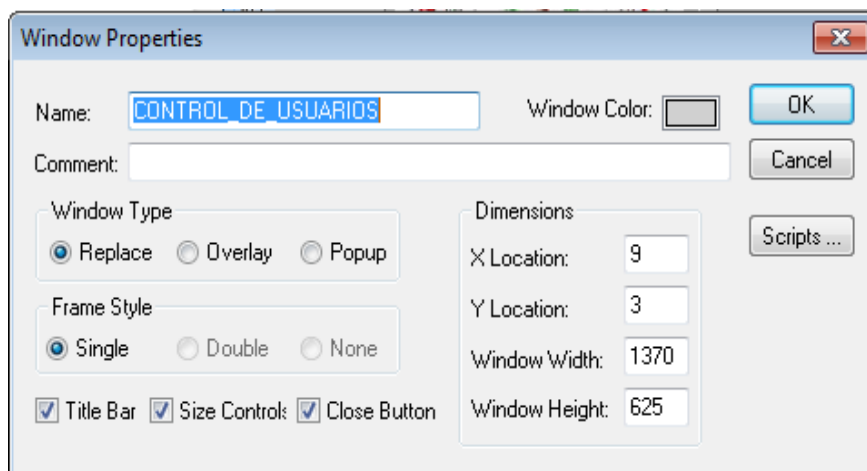 Window Properties
Name: CONTROL_DE_USUARIOS Window Color: OK
Comment: Cancel
Window Type Dimensions Scripts ...
Replace Overlay Popup X Location: 9
Frame Style Y Location: 3
Single Double None Window Width: 1370
Title Bar Size Controls Close Button Window Height: 625